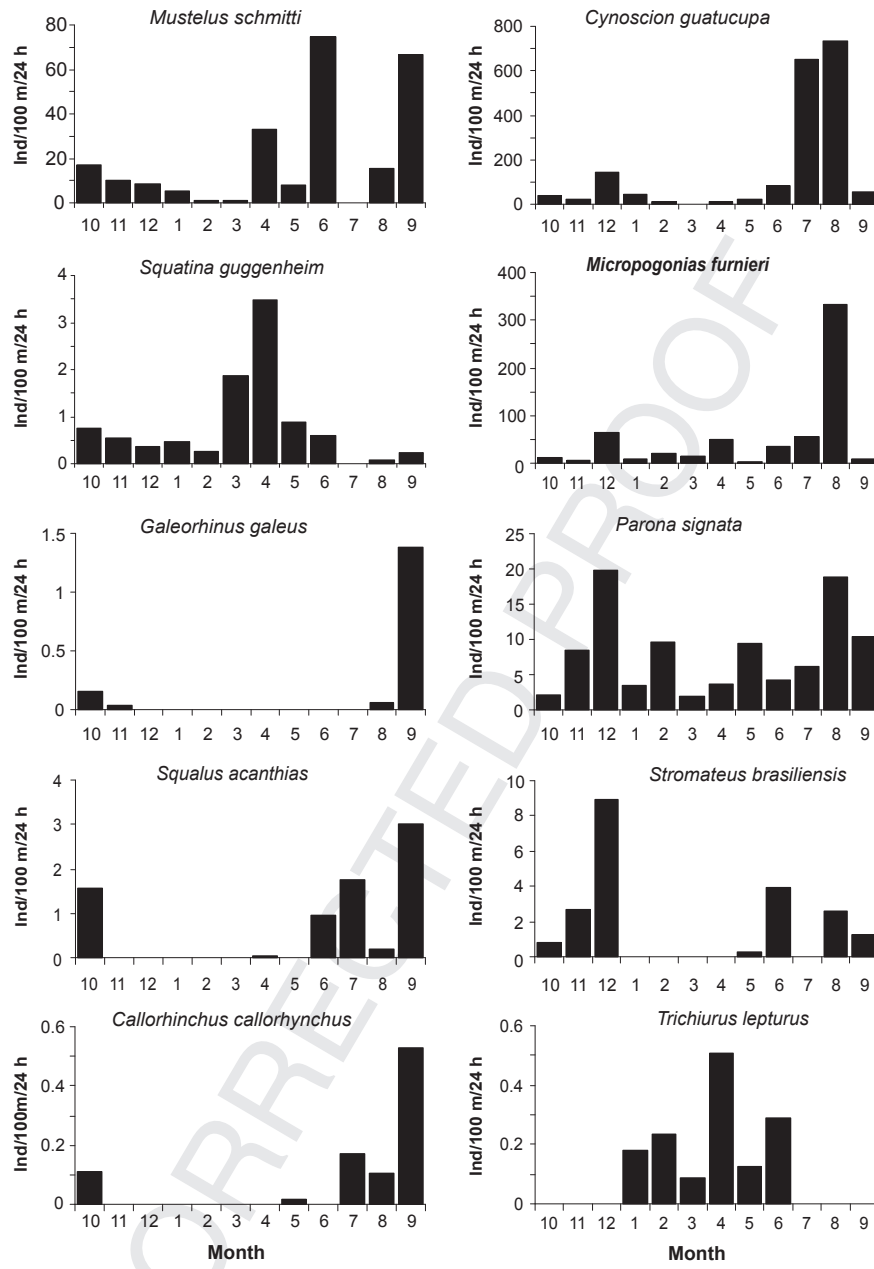 Mustelus schmitti
Ind/100 m/24 h
80
60
40
20
0
10 11 12 1 2 3 4 5 6 7 8 9
Cynoscion guatucupa
Ind/100 m/24 h
800
600
400
200
0
10 11 12 1 2 3 4 5 6 7 8 9
Squatina guggenheim
Ind/100 m/24 h
4
3
2
1
0
10 11 12 1 2 3 4 5 6 7 8 9
Micropogonias furnieri
Ind/100 m/24 h
400
300
200
100
0
10 11 12 1 2 3 4 5 6 7 8 9
Galeorhinus galeus
Ind/100 m/24 h
1.5
1
0.5
0
10 11 12 1 2 3 4 5 6 7 8 9
Parona signata
Ind/100 m/24 h
25
20
15
10
5
0
10 11 12 1 2 3 4 5 6 7 8 9
Squalus acanthias
Ind/100 m/24 h
4
3
2
1
0
10 11 12 1 2 3 4 5 6 7 8 9
Stromateus brasiliensis
Ind/100 m/24 h
10
8
6
4
2
0
10 11 12 1 2 3 4 5 6 7 8 9
Callorhinchus callorhynchus
Ind/100m/24 h
0.6
0.4
0.2
0
10 11 12 1 2 3 4 5 6 7 8 9
Month
Trichiurus lepturus
Ind/100 m/24 h
0.6
0.4
0.2
0
10 11 12 1 2 3 4 5 6 7 8 9
Month
ORRECTED PROOF